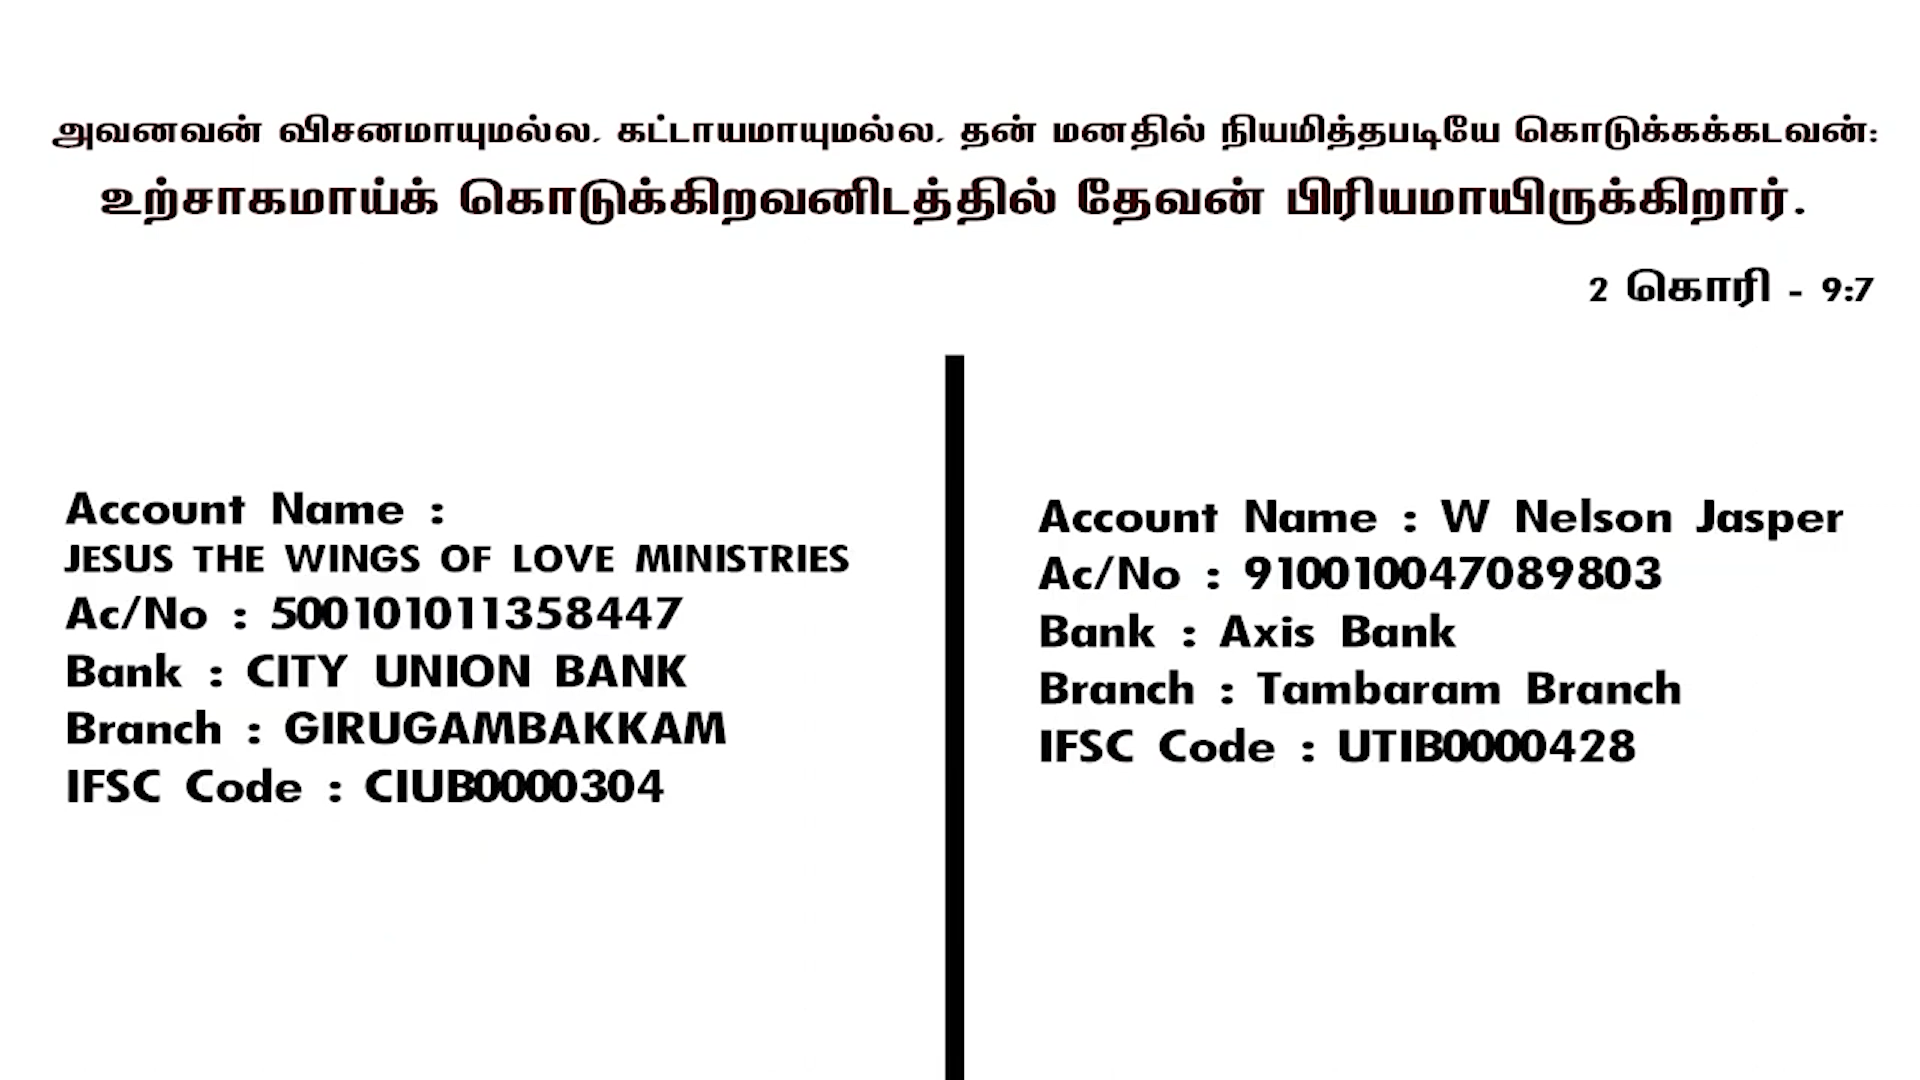 அவனவன் விசனமாயுமல்ல, கட்டாயமாயுமல்ல, தன் மனதில் நியமித்தபடியே கொடுக்கக்கடவன்:
உற்சாகமாய்க் கொடுக்கிறவனிடத்தில் தேவன் பிரியமாயிருக்கிறார்.
2 கொரி - 9:7
Account Name :
JESUS THE WINGS OF LOVE MINISTRIES
Ac/No : 500101011358447
Bank : CITY UNION BANK
Branch : GIRUGAMBAKKAM
IFSC Code : CIUB0000304
Account Name : W Nelson Jasper
Ac/No : 910010047089803
Bank : Axis Bank
Branch : Tambaram Branch
IFSC Code : UTIB0000428